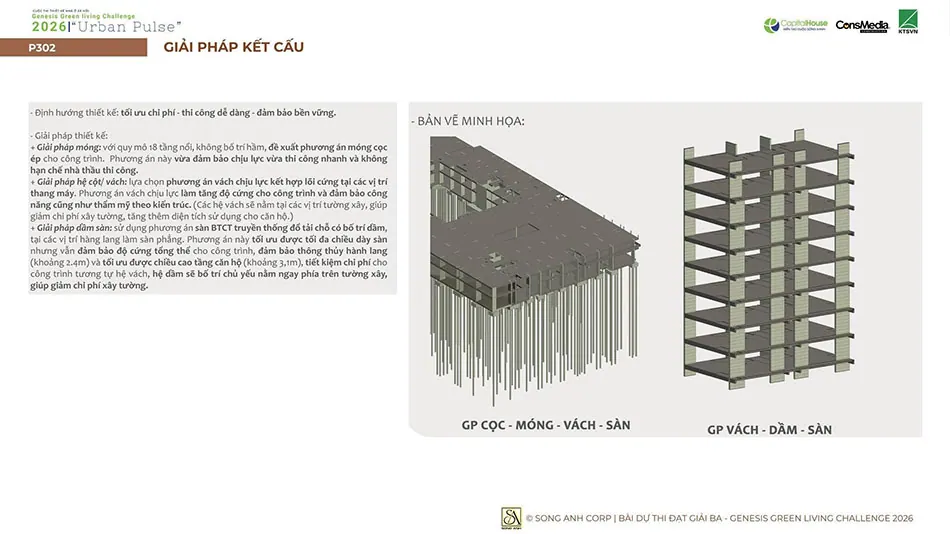 CUỘC THI THIẾT KẾ NHÀ Ở XÃ HỘI
Genesis Green living Challenge
2026|"Urban Pulse"
CapitalHouse
ConsMedia
KTSVN
P302
GIẢI PHÁP KẾT CẤU
- Định hướng thiết kế: tối ưu chi phí - thi công dễ dàng - đảm bảo bền vững.
- Giải pháp thiết kế:
+ Giải pháp móng: với quy mô 18 tầng nổi, không bố trí hầm, đề xuất phương án móng cọc
ép cho công trình. Phương án này vừa đảm bảo chịu lực vừa thi công nhanh và không
hạn chế nhà thầu thi công.
+ Giải pháp hệ cột/ vách: lựa chọn phương án vách chịu lực kết hợp lõi cứng tại các vị trí
thang máy. Phương án vách chịu lực làm tăng độ cứng cho công trình và đảm bảo công
năng cũng như thẩm mỹ theo kiến trúc. (Các hệ vách sẽ nằm tại các vị trí tường xây, giúp
giảm chi phí xây tường, tăng thêm diện tích sử dụng cho căn hộ.)
+ Giải pháp dầm sàn: sử dụng phương án sàn BTCT truyền thống đổ tại chỗ có bố trí dầm,
tại các vị trí hàng lang làm sàn phẳng. Phương án này tối ưu được tối đa chiều dày sàn
nhưng vẫn đảm bảo độ cứng tổng thể cho công trình, đảm bảo thông thủy hành lang
(khoảng 2.4m) và tối ưu được chiều cao tầng căn hộ (khoảng 3,1m), tiết kiệm chi phí cho
công trình tương tự hệ vách, hệ dầm sẽ bố trí chủ yếu nằm ngay phía trên tường xây,
giúp giảm chi phí xây tường.
- BẢN VẼ MINH HỌA:
GP CỌC - MÓNG - VÁCH - SÀN
GP VÁCH - DẦM - SÀN
SA
© SONG ANH CORP | BÀI DỰ THI ĐẠT GIẢI BA - GENESIS GREEN LIVING CHALLENGE 2026